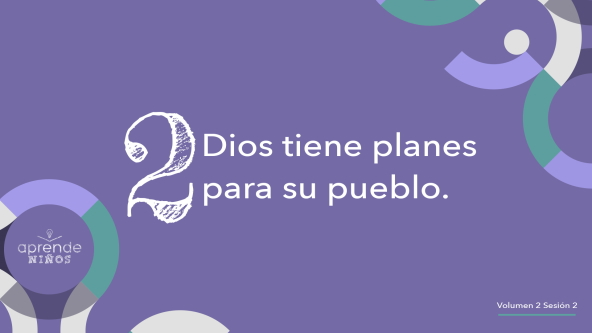 2
Dios tiene planes
para su pueblo.
aprende
NIÑOS
Volumen 2 Sesión 2